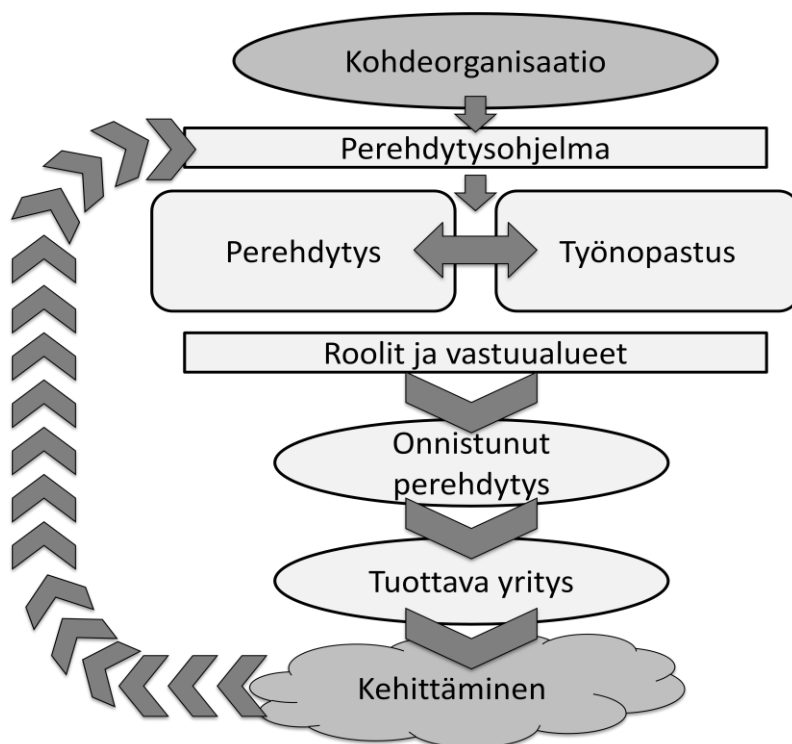 Kohdeorganisaatio
Perehdytysohjelma
Perehdytys
Työnopastus
Roolit ja vastuualueet
Onnistunut
perehdytys
Tuottava yritys
Kehittäminen